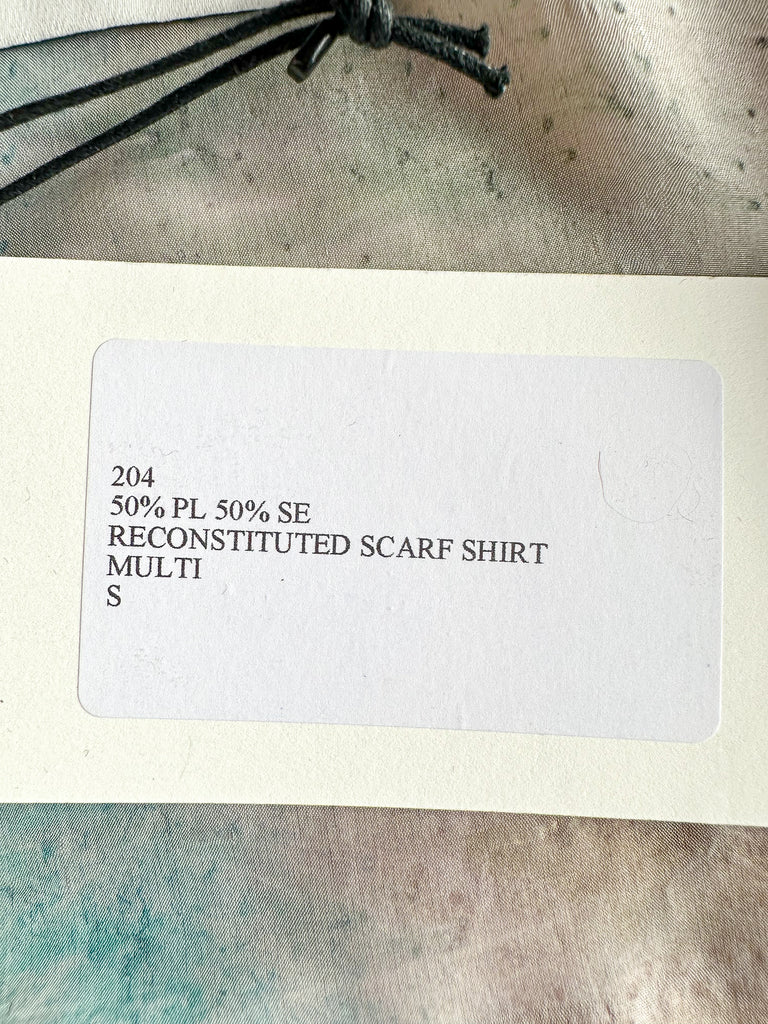 204
50% PL 50% SE
RECONSTITUTED SCARF SHIRT
MULTI
S